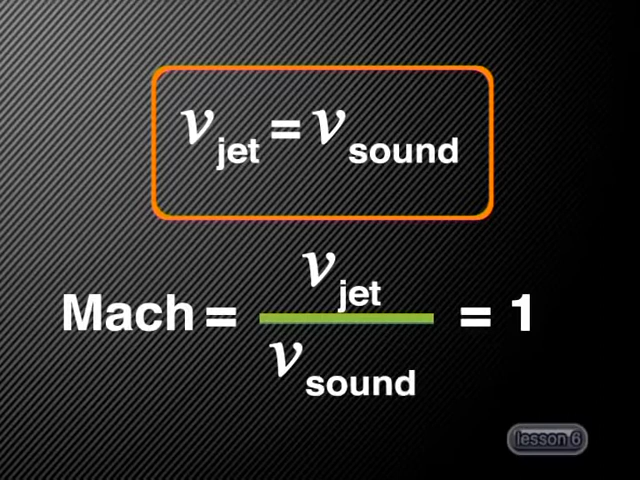 v jet = v sound
Mach = v jet / v sound = 1
lesson 6